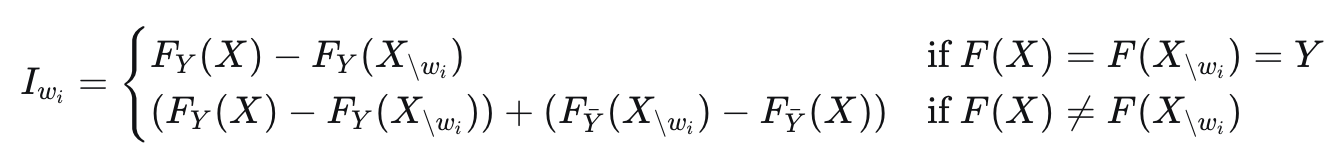 I_{w_i} = \begin{cases} F_Y(X) - F_Y(X_{\setminus w_i}) & \text{if } F(X) = F(X_{\setminus w_i}) = Y \\
(F_Y(X) - F_Y(X_{\setminus w_i})) + (F_{\bar{Y}}(X_{\setminus w_i}) - F_{\bar{Y}}(X)) & \text{if } F(X) \neq F(X_{\setminus w_i}) \end{cases}